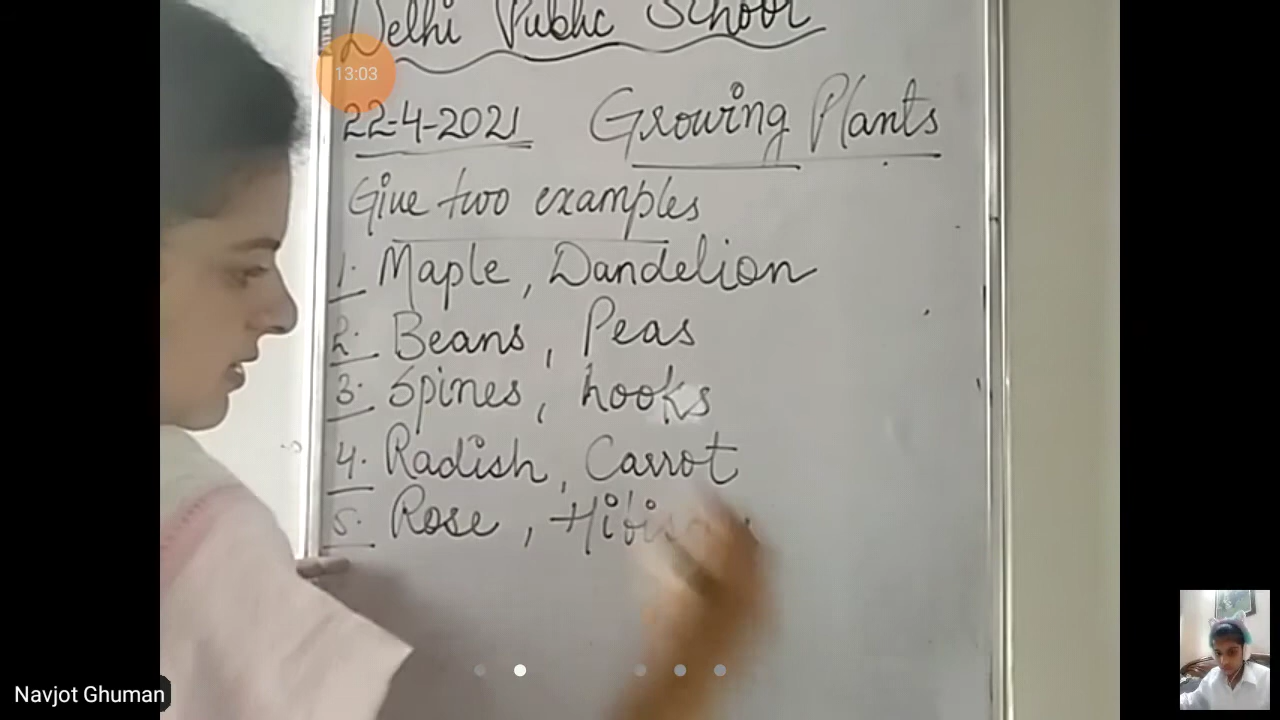 Delhi Public School
13:03
22-4-2021 Growing Plants
Give two examples
1. Maple, Dandelion
2. Beans, Peas
3. Spines, hooks
4. Radish, Carrot
5. Rose,
Navjot Ghuman